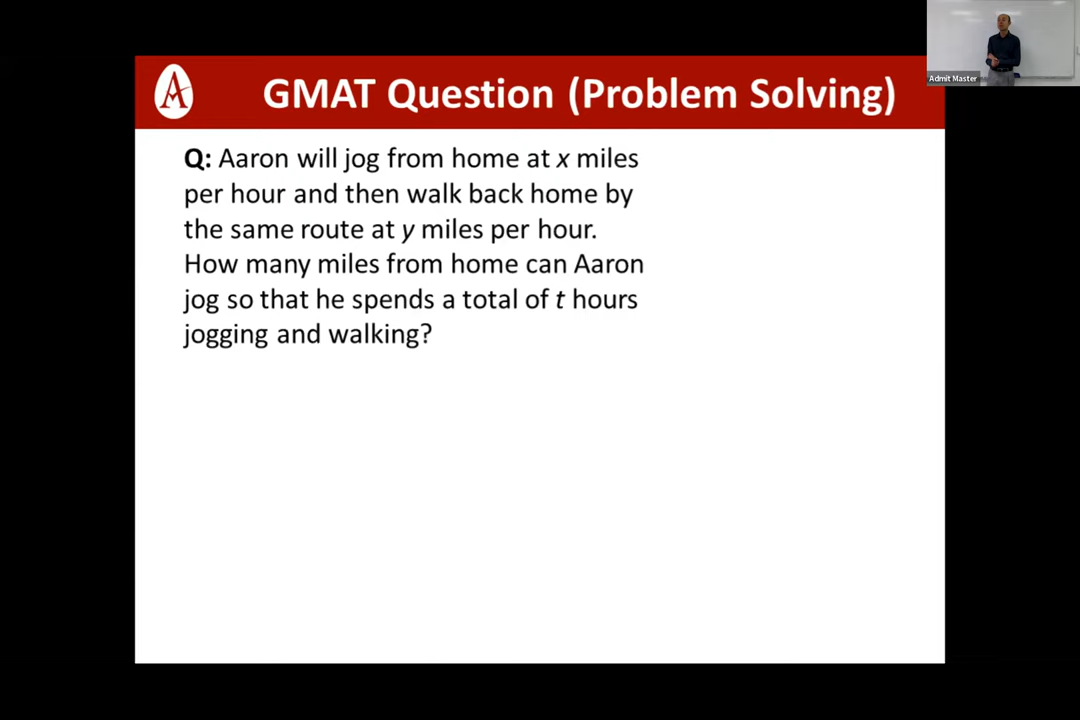 GMAT Question (Problem Solving)
Admit Master
Q: Aaron will jog from home at x miles
per hour and then walk back home by
the same route at y miles per hour.
How many miles from home can Aaron
jog so that he spends a total of t hours
jogging and walking?